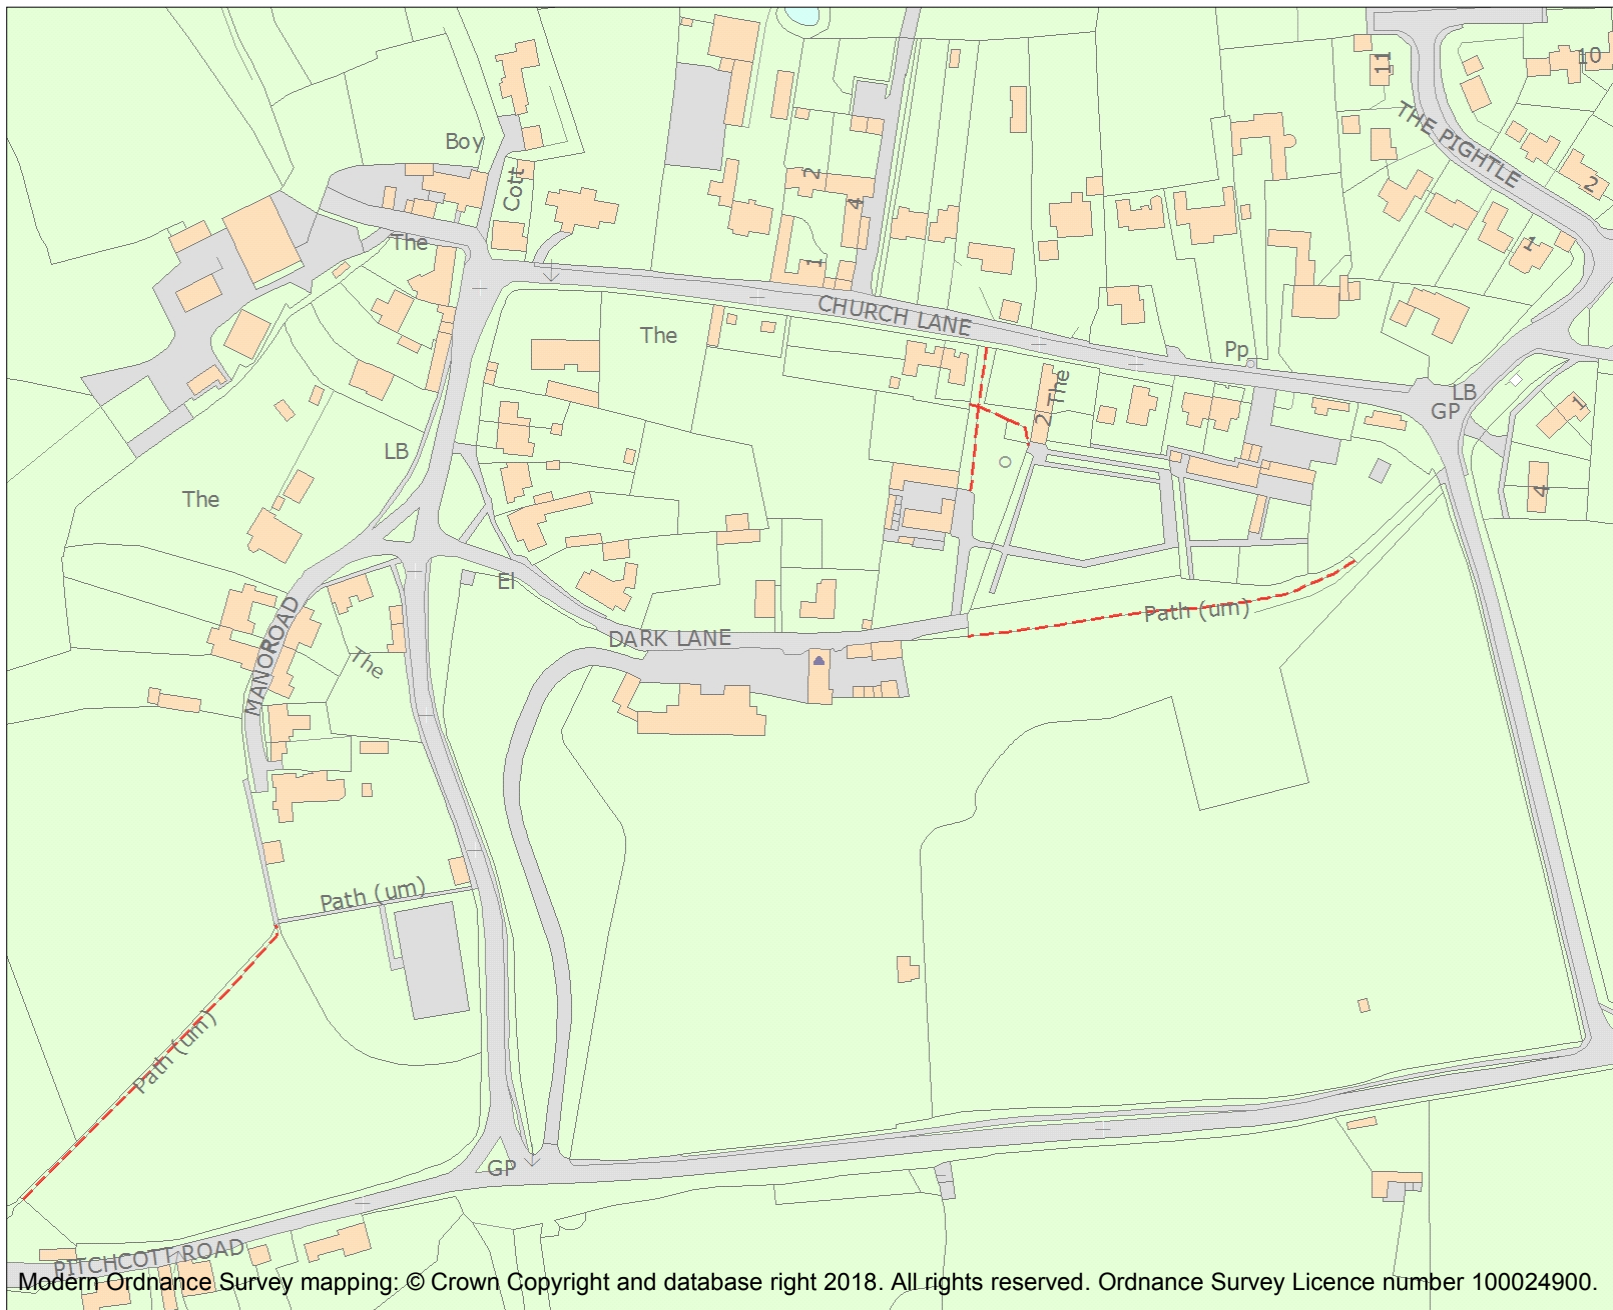 10
11
THE PIGHTLE
Boy
2
2
Cott
4
The
1
1
CHURCH LANE
The
Pp
2 The
LB
GP
1
LB
4
The
El
MANOROAD
Path (um)
DARK LANE
The
Path (um)
Path (um)
GP
PITCHCOTT ROAD
Modern Ordnance Survey mapping: © Crown Copyright and database right 2018. All rights reserved. Ordnance Survey Licence number 100024900.